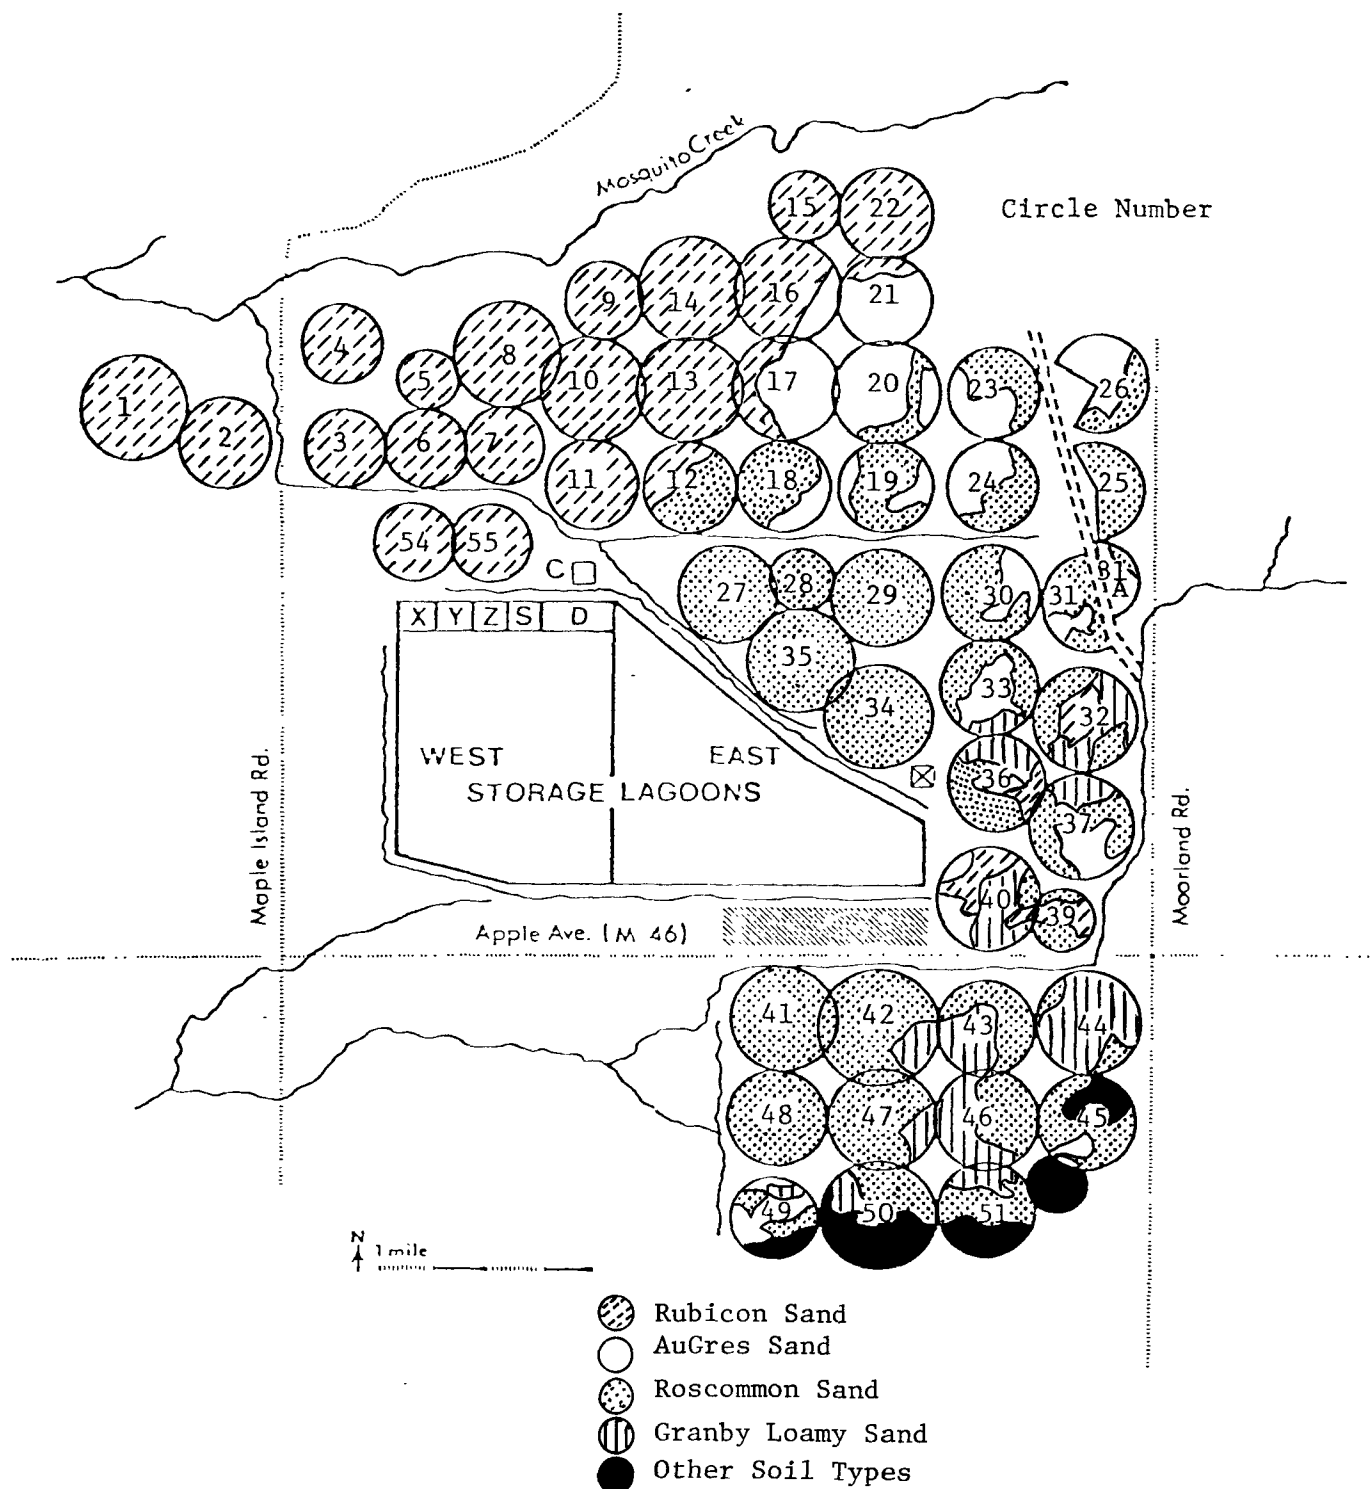 Mosquito Creek
Circle Number
15 22
9 14 16 21
4 5 8 10 13 17 20 23 26
1 2 3 6 7 11 12 18 19 24 25
54 55 C 27 28 29 30 31 31
A
X Y Z S D
35 34 33 32
WEST EAST
STORAGE LAGOONS
36 37
40 39
Maple Island Rd.
Moorland Rd.
Apple Ave. (M 46)
41 42 43 44
48 47 46 45
49 50 51
N
1 mile
Rubicon Sand
AuGres Sand
Roscommon Sand
Granby Loamy Sand
Other Soil Types